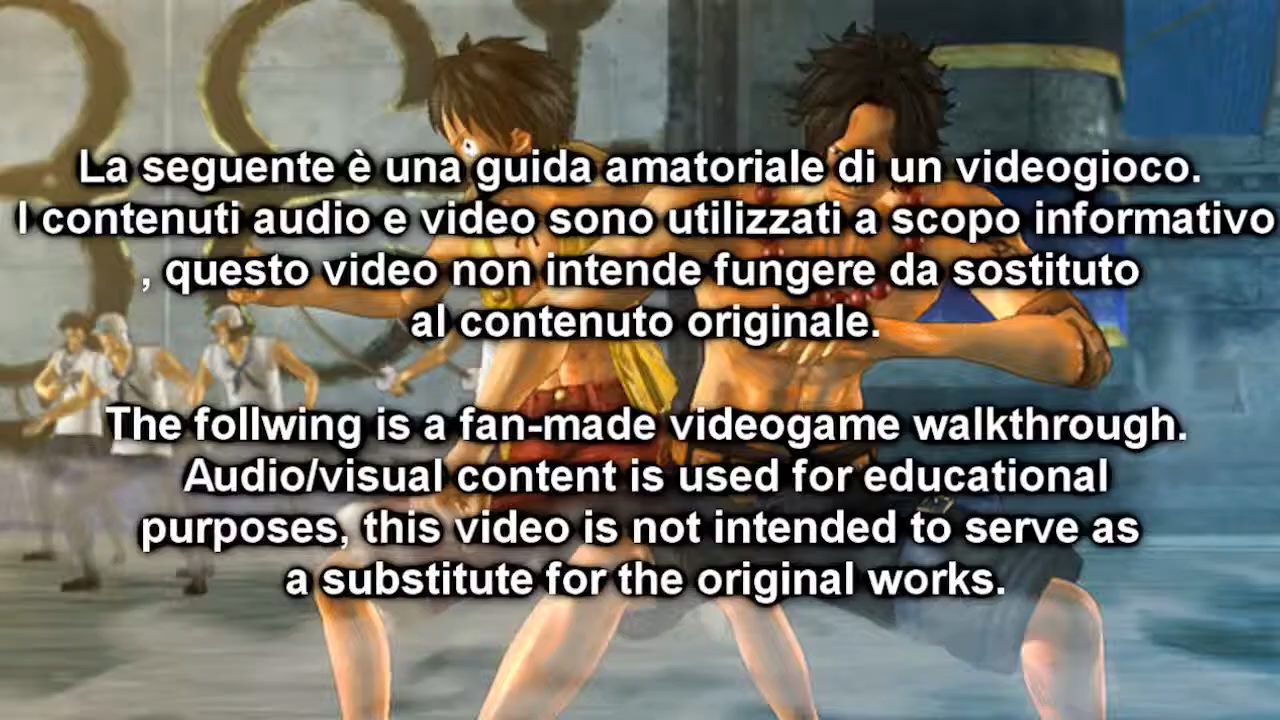 La seguente è una guida amatoriale di un videogioco.
I contenuti audio e video sono utilizzati a scopo informativo
, questo video non intende fungere da sostituto
al contenuto originale.
The follwing is a fan-made videogame walkthrough.
Audio/visual content is used for educational
purposes, this video is not intended to serve as
a substitute for the original works.